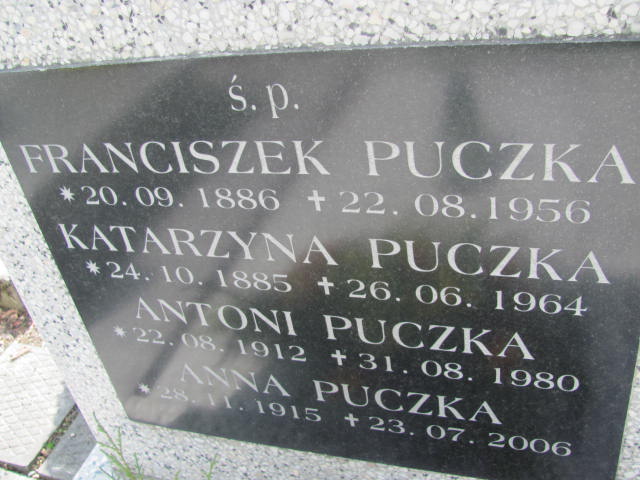 ś.p.
FRANCISZEK PUCZKA
*20.09.1886 ✝22.08.1956
KATARZYNA PUCZKA
*24.10.1885 ✝26.06.1964
ANTONI PUCZKA
*22.08.1912 ✝31.08.1980
ANNA PUCZKA
*28.11.1915 ✝23.07.2006